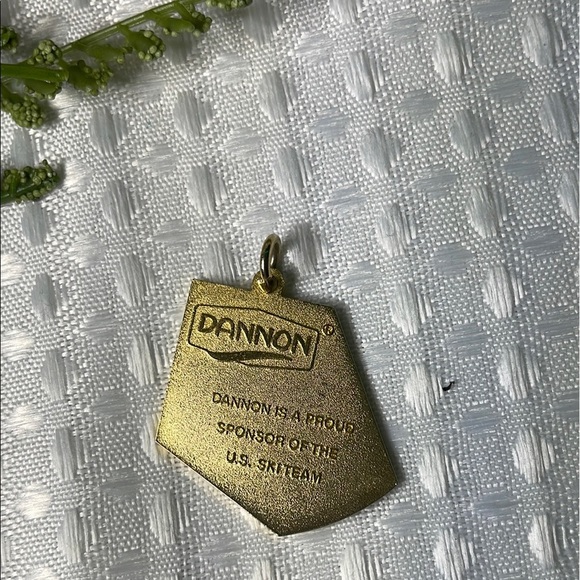 DANNON®
DANNON IS A PROUD
SPONSOR OF THE
U.S. SKI TEAM